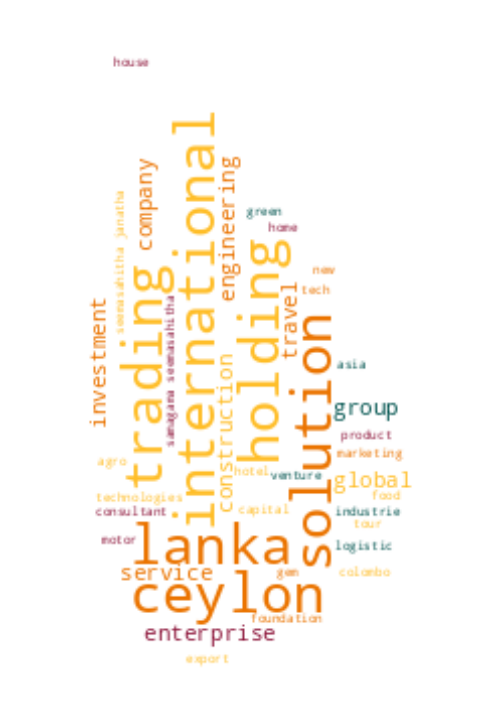 house
international
company
engineering
seemasahitha janatha
green
home
holding
trading
new
travel
tech
samagama seemasahitha
investment
solution
construction
asia
group
product
marketing
agro
hotel
venture
global
technologies
food
consultant
capital
industrie
tour
lanka
motor
logistic
service
gem
colombo
ceylon
foundation
enterprise
export